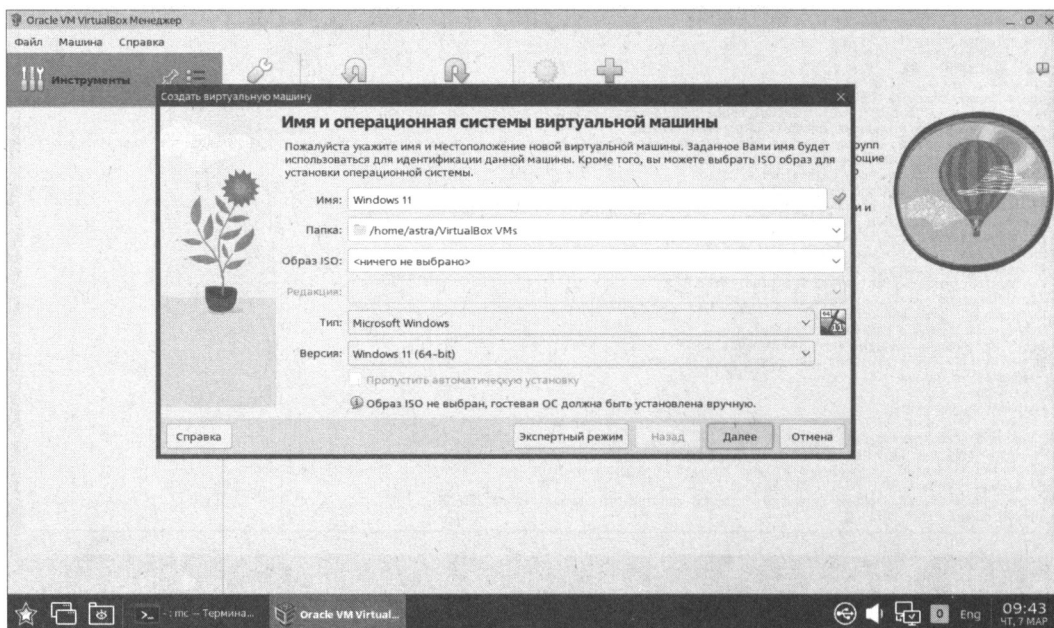 Oracle VM VirtualBox Менеджер
Файл Машина Справка
Инструменты
Создать виртуальную машину
Имя и операционная системы виртуальной машины
Пожалуйста укажите имя и местоположение новой виртуальной машины. Заданное Вами имя будет
использоваться для идентификации данной машины. Кроме того, вы можете выбрать ISO образ для
установки операционной системы.
рупп
ющие
о
и и
Имя: Windows 11
Папка: /home/astra/VirtualBox VMs
Образ ISO: <ничего не выбрано>
Редакция:
Тип: Microsoft Windows
64
11
Версия: Windows 11 (64-bit)
Пропустить автоматическую установку
Образ ISO не выбран, гостевая ОС должна быть установлена вручную.
Справка Экспертный режим Назад Далее Отмена
- : mc — Термина... Oracle VM Virtual... 0 Eng 09:43
ЧТ, 7 МАР